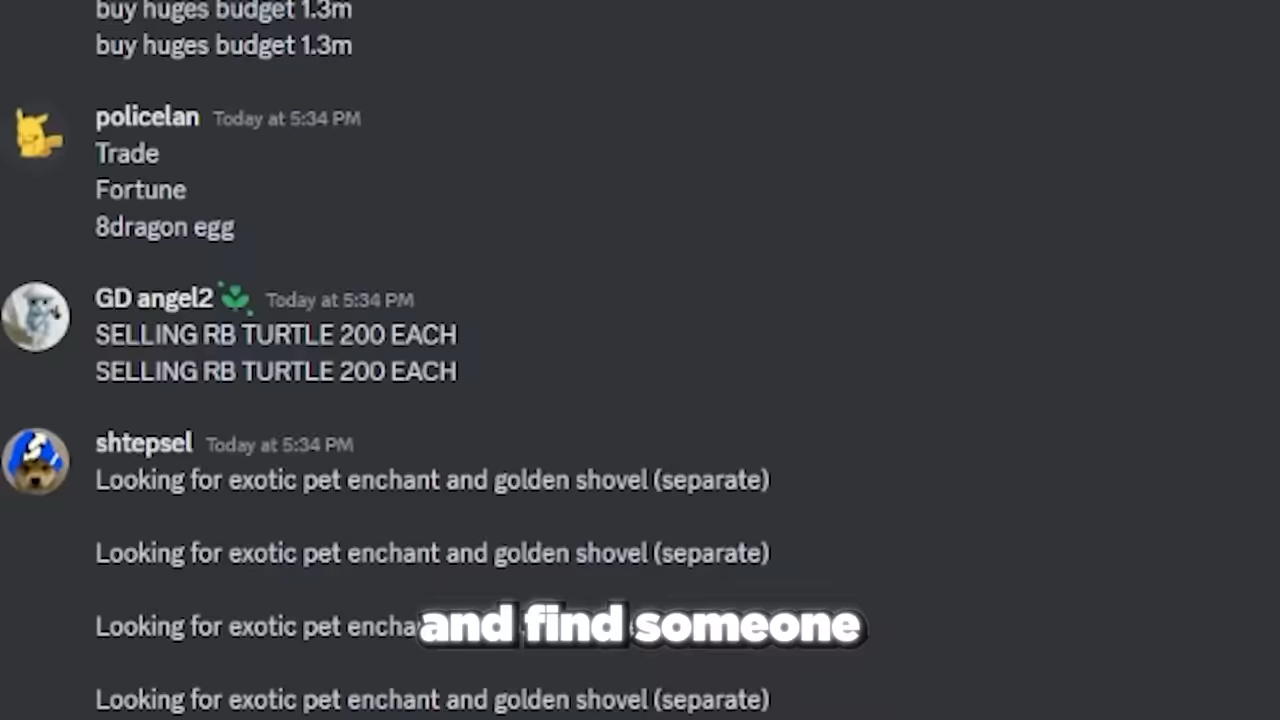 buy huges budget 1.3m
buy huges budget 1.3m
policelan Today at 5:34 PM
Trade
Fortune
8dragon egg
GD angel2 Today at 5:34 PM
SELLING RB TURTLE 200 EACH
SELLING RB TURTLE 200 EACH
shtepsel Today at 5:34 PM
Looking for exotic pet enchant and golden shovel (separate)
Looking for exotic pet enchant and golden shovel (separate)
Looking for exotic pet
and find someone
Looking for exotic pet enchant and golden shovel (separate)